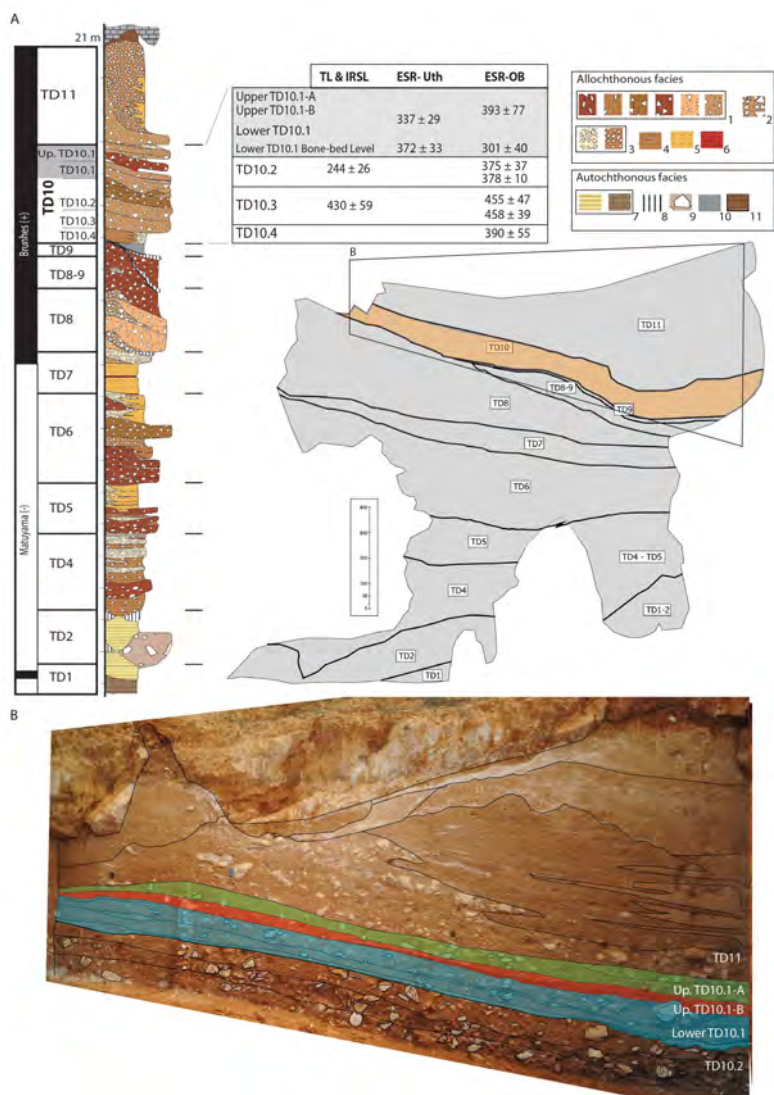 A
21 m
TD11
Up. TD10.1
TD10.1
TD10
TD10.2
TD10.3
TD10.4
TD9
TD8-9
TD8
TD7
TD6
TD5
TD4
TD2
TD1
Brunhes (+)
Matuyama (-)
TL & IRSL ESR- Uth ESR-OB
Upper TD10.1-A
Upper TD10.1-B 393 ± 77
337 ± 29
Lower TD10.1
Lower TD10.1 Bone-bed Level 372 ± 33 301 ± 40
TD10.2 244 ± 26 375 ± 37
378 ± 10
TD10.3 430 ± 59 455 ± 47
458 ± 39
TD10.4 390 ± 55
Allochthonous facies
1 2
3 4 5 6
Autochthonous facies
7 8 9 10 11
B
TD11
TD10
TD8-9
TD8
TD9
TD7
TD6
TD5
TD4 - TD5
TD4
TD1-2
TD2
TD1
400
300
200
100
0
B
TD11
Up. TD10.1-A
Up. TD10.1-B
Lower TD10.1
TD10.2